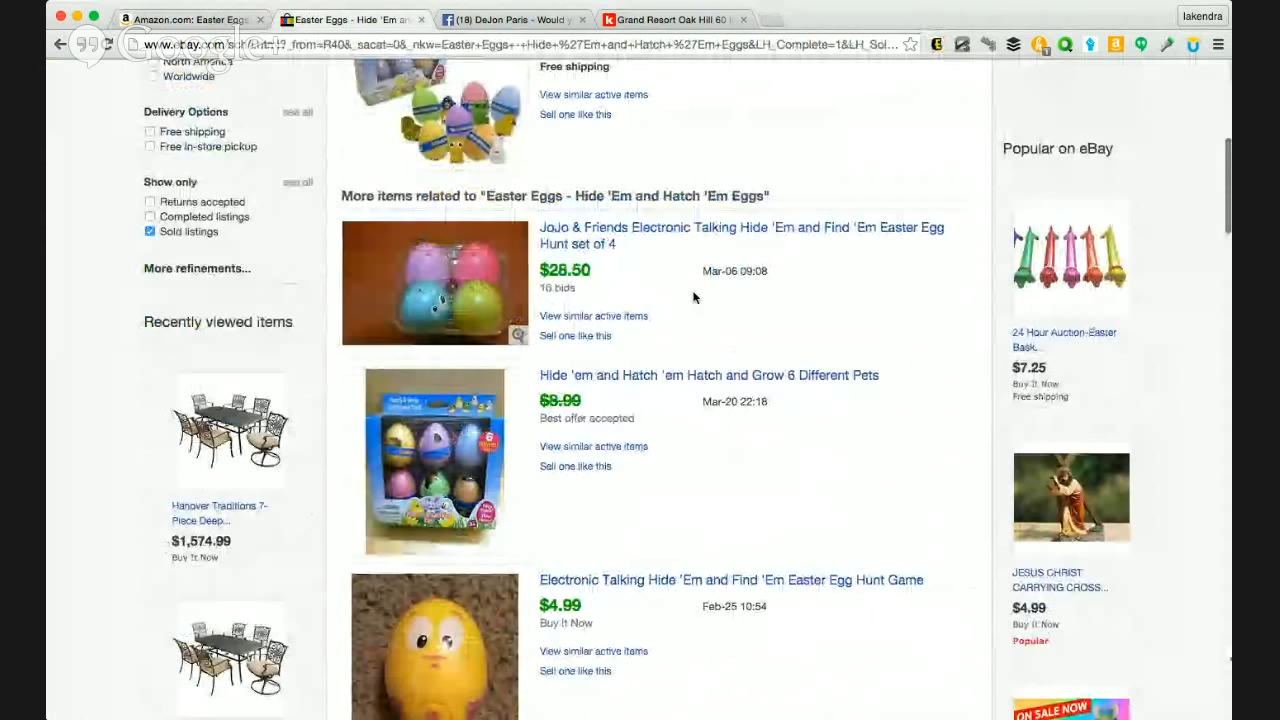 Amazon.com: Easter Eggs
Easter Eggs - Hide 'Em an
(18) DeJon Paris - Would y
Grand Resort Oak Hill 60 i
lakendra
Google+
North America
Worldwide
Delivery Options
see all
Free shipping
Free in-store pickup
Show only
see all
Returns accepted
Completed listings
Sold listings
More refinements...
Recently viewed items
Hanover Traditions 7-
Piece Deep...
$1,574.99
Buy It Now
Free shipping
View similar active items
Sell one like this
More items related to "Easter Eggs - Hide 'Em and Hatch 'Em Eggs"
JoJo & Friends Electronic Talking Hide 'Em and Find 'Em Easter Egg
Hunt set of 4
$28.50
Mar-06 09:08
16 bids
View similar active items
Sell one like this
Hide 'em and Hatch 'em Hatch and Grow 6 Different Pets
$8.99
Mar-20 22:18
Best offer accepted
View similar active items
Sell one like this
Electronic Talking Hide 'Em and Find 'Em Easter Egg Hunt Game
$4.99
Feb-25 10:54
Buy It Now
View similar active items
Sell one like this
Popular on eBay
24 Hour Auction-Easter
Bask...
$7.25
Buy It Now
Free shipping
JESUS CHRIST
CARRYING CROSS...
$4.99
Buy It Now
Popular
ON SALE NOW